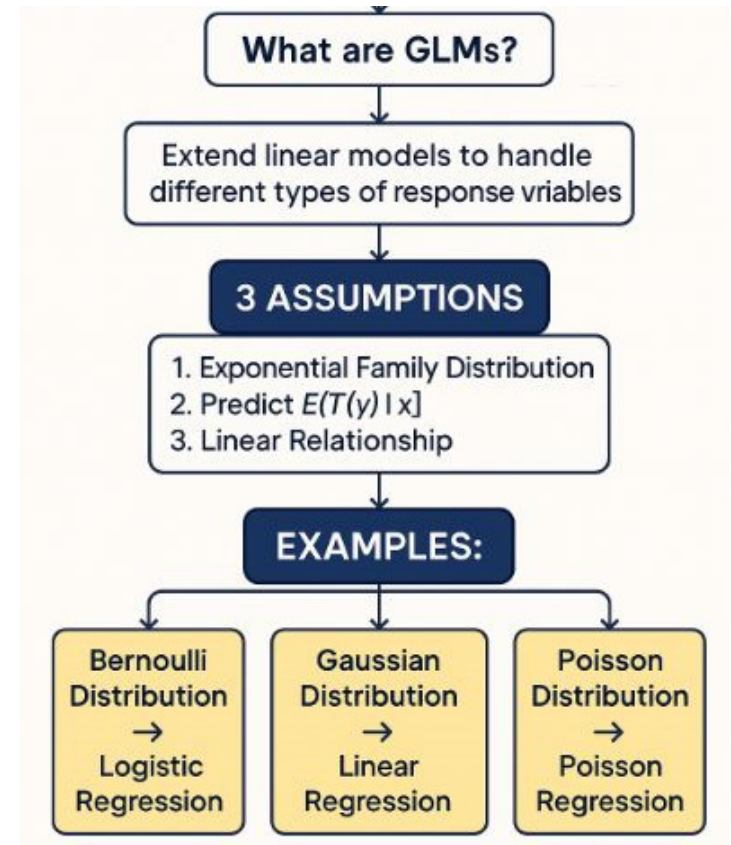 What are GLMs?
Extend linear models to handle
different types of response vriables
3 ASSUMPTIONS
1. Exponential Family Distribution
2. Predict E(T(y) | x]
3. Linear Relationship
EXAMPLES:
Bernoulli
Distribution
→
Logistic
Regression
Gaussian
Distribution
→
Linear
Regression
Poisson
Distribution
→
Poisson
Regression